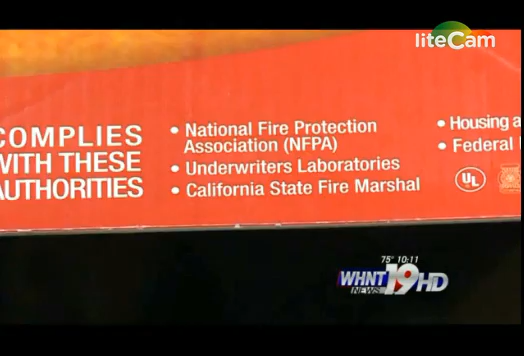 liteCam
COMPLIES
WITH THESE
AUTHORITIES
• National Fire Protection
Association (NFPA)
• Underwriters Laboratories
• California State Fire Marshal
• Housing a
• Federal
UL
75° 10:11
WHNT 19 HD
NEWS